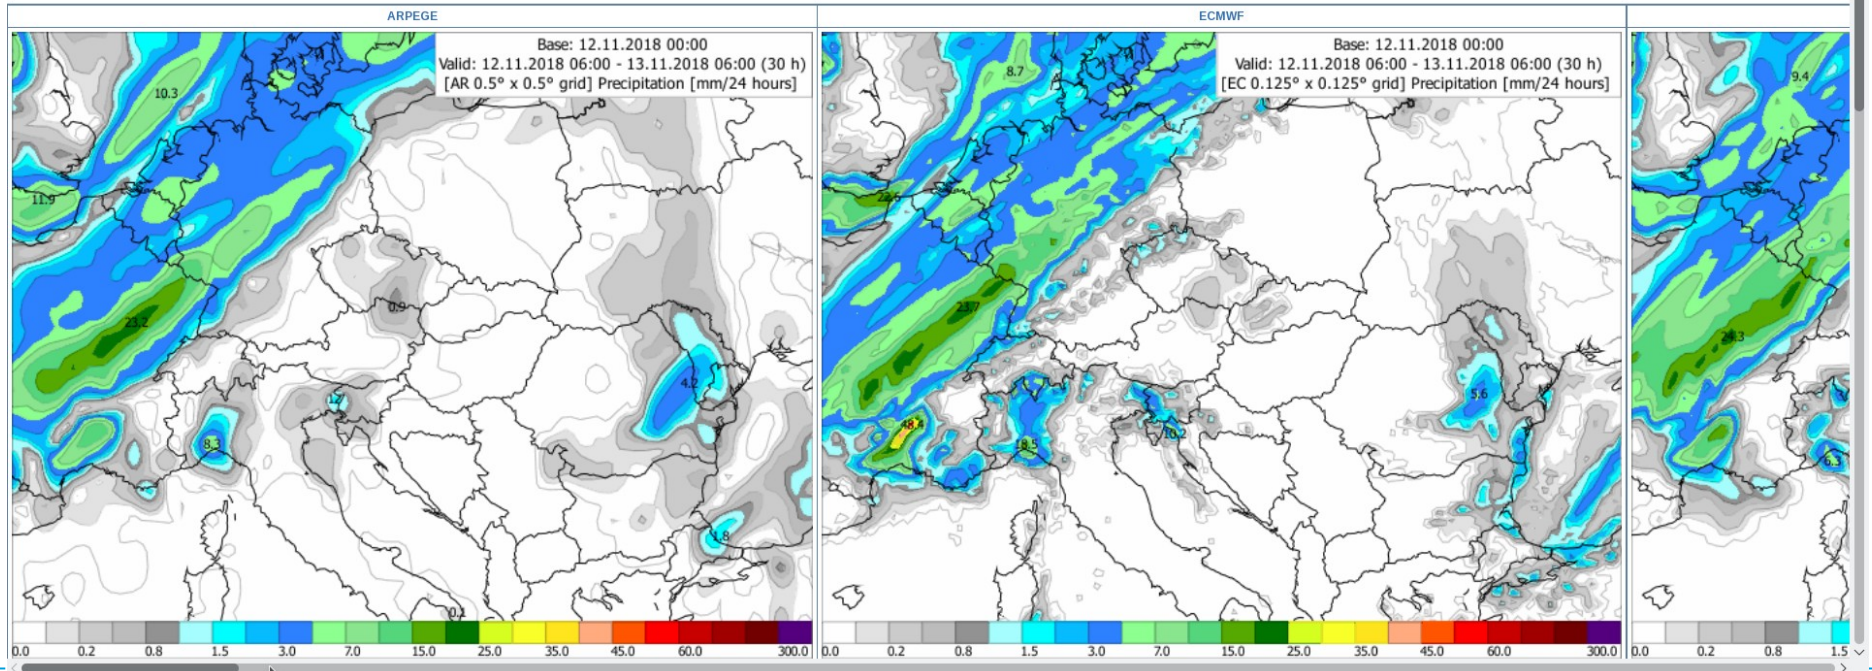 ARPEGE
ECMWF
Base: 12.11.2018 00:00
Valid: 12.11.2018 06:00 - 13.11.2018 06:00 (30 h)
[AR 0.5° x 0.5° grid] Precipitation [mm/24 hours]
10.3
11.9
23.2
0.9
4.2
8.3
1.8
0.1
0.0 0.2 0.8 1.5 3.0 7.0 15.0 25.0 35.0 45.0 60.0 300.0
Base: 12.11.2018 00:00
Valid: 12.11.2018 06:00 - 13.11.2018 06:00 (30 h)
[EC 0.125° x 0.125° grid] Precipitation [mm/24 hours]
8.7
22.6
23.7
5.6
48.4
18.5
10.2
0.0 0.2 0.8 1.5 3.0 7.0 15.0 25.0 35.0 45.0 60.0 300.0
9.4
0.0 0.2 0.8 1.5